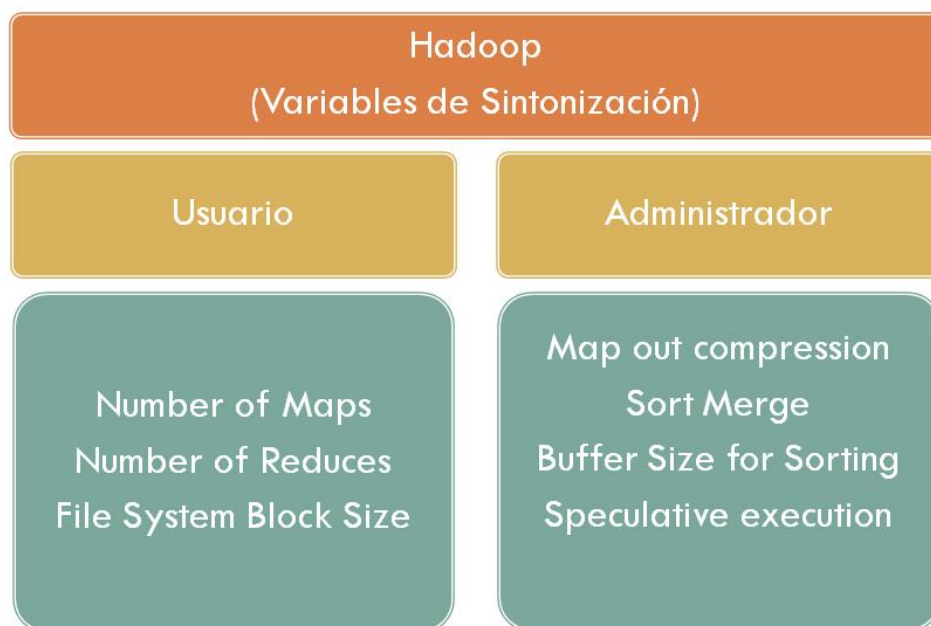 Hadoop
(Variables de Sintonización)
Usuario
Administrador
Number of Maps
Number of Reduces
File System Block Size
Map out compression
Sort Merge
Buffer Size for Sorting
Speculative execution